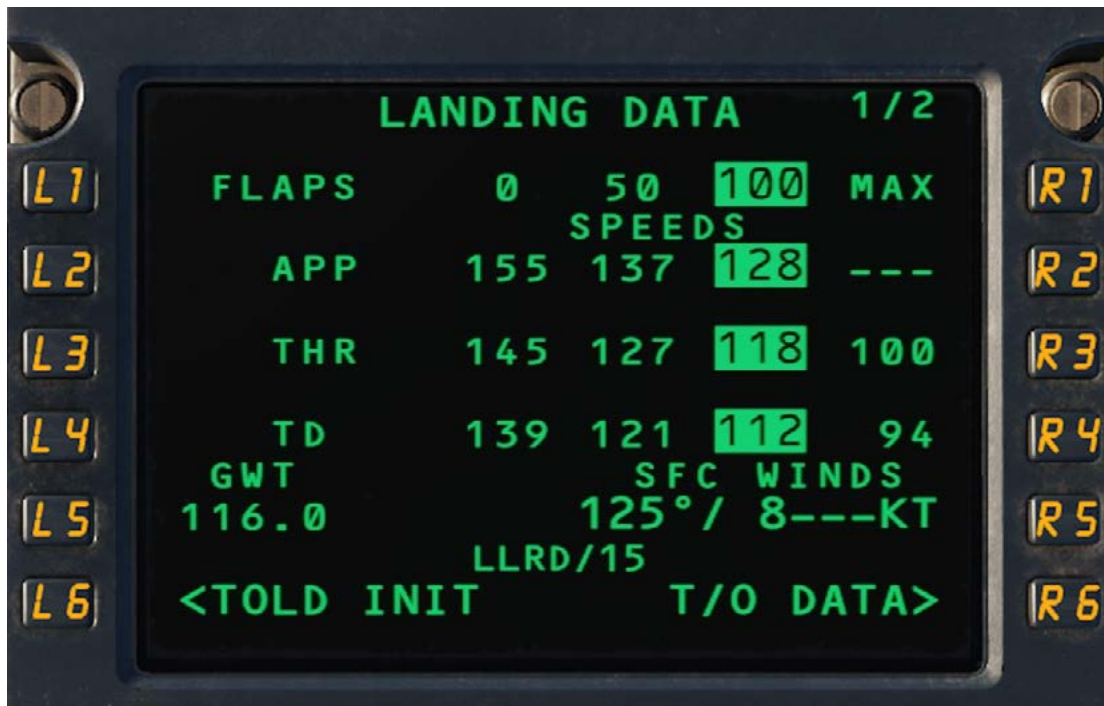 LANDING DATA 1/2
L1 FLAPS 0 50 100 MAX R1
SPEEDS
L2 APP 155 137 128 --- R2
L3 THR 145 127 118 100 R3
L4 TD 139 121 112 94 R4
GWT SFC WINDS
L5 116.0 125°/ 8---KT R5
LLRD/15
L6 <TOLD INIT T/O DATA> R6